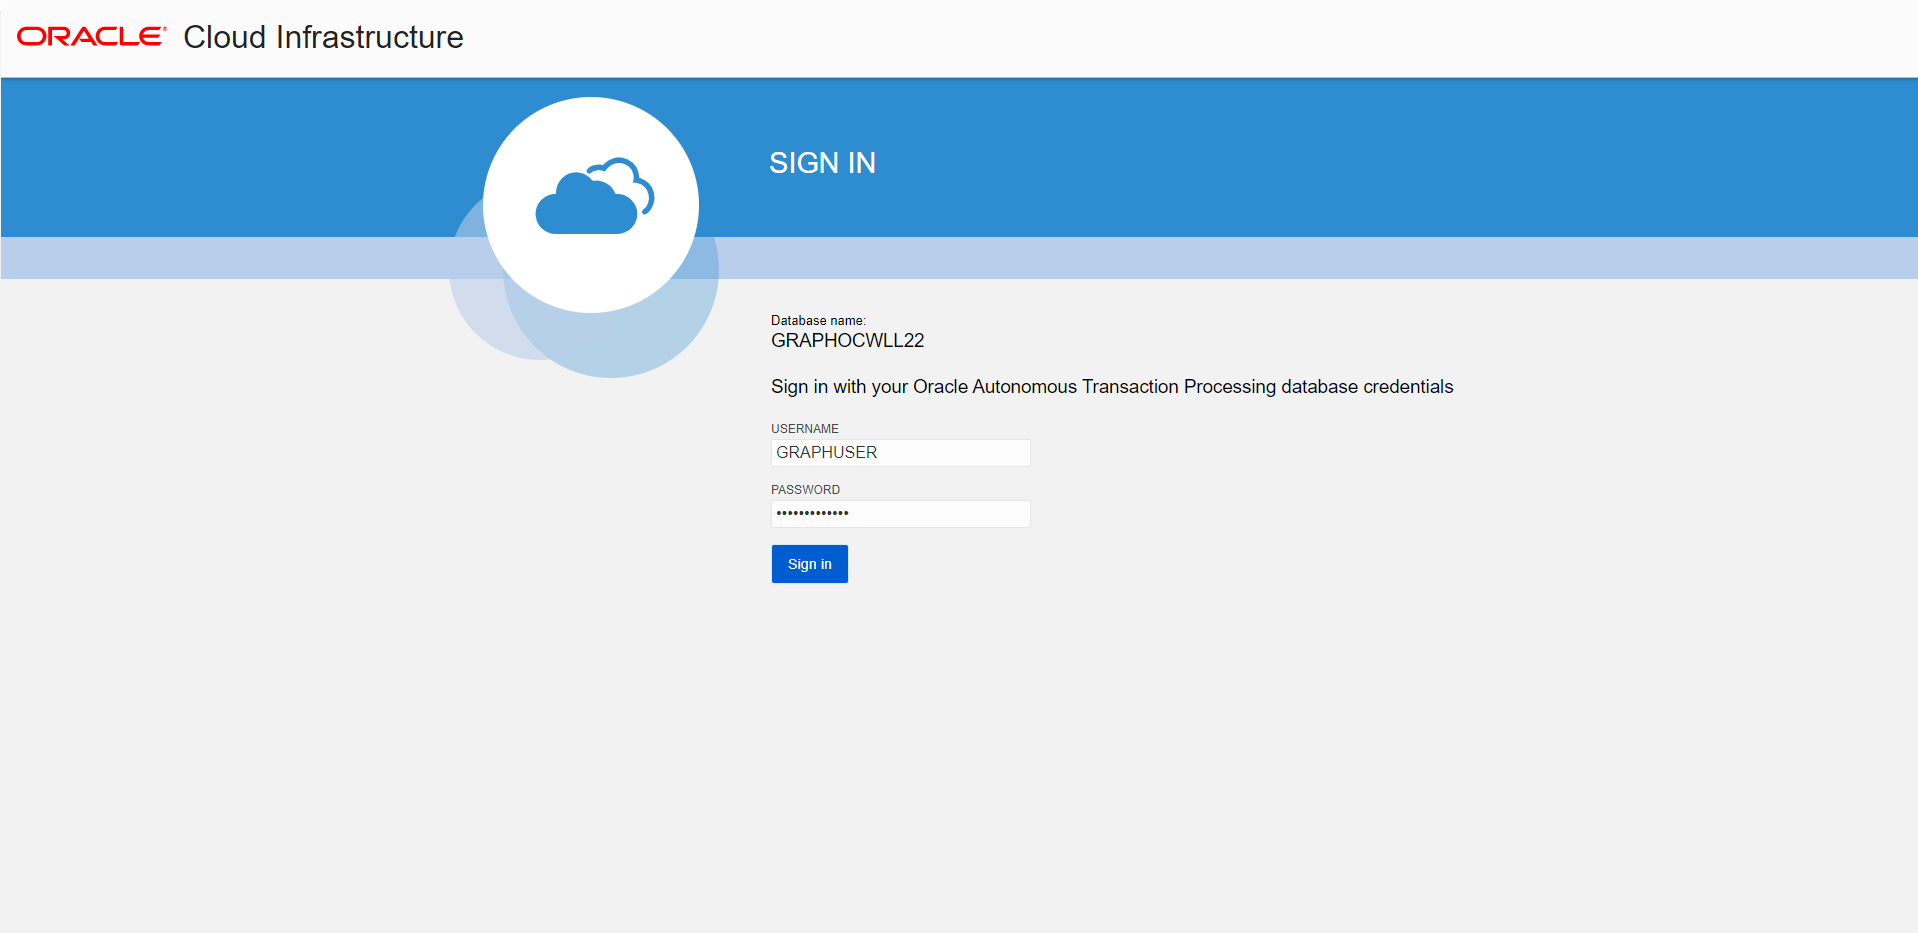 ORACLE® Cloud Infrastructure
SIGN IN
Database name:
GRAPHOCWLL22
Sign in with your Oracle Autonomous Transaction Processing database credentials
USERNAME
GRAPHUSER
PASSWORD
•••••••••••••
Sign in